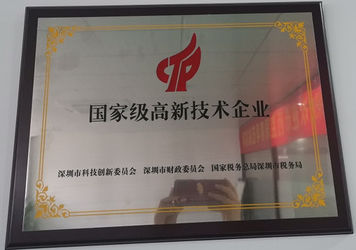 CTP
国家级高新技术企业
深圳市科技创新委员会 深圳市财政委员会 国家税务总局深圳市税务局